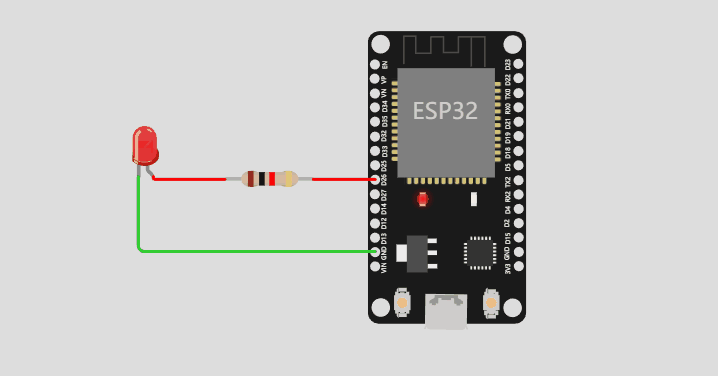 EN
VP
VN
D34
D35
D32
D33
D25
D26
D27
D14
D12
D13
GND
VIN
ESP32
D23
D22
TX0
RX0
D21
D19
D18
D5
TX2
RX2
D4
D2
D15
GND
3V3